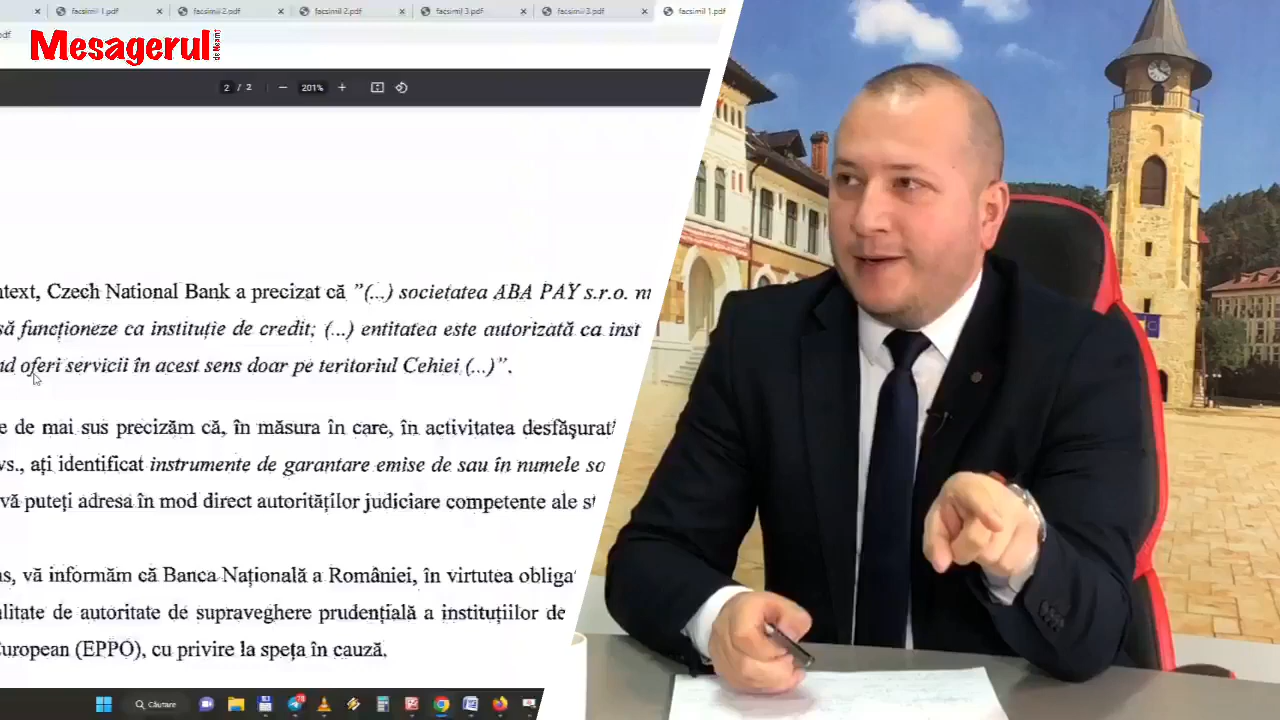 facsimil 1.pdf
facsimil 2.pdf
facsimil 2.pdf
facsimil 3.pdf
facsimil 3.pdf
facsimil 1.pdf
Mesagerul
de Neamț
2 / 2
201%
ntext, Czech National Bank a precizat că ”(...) societatea ABA PAY s.r.o.
să funcționeze ca instituție de credit; (...) entitatea este autorizată ca inst
nd oferi servicii în acest sens doar pe teritoriul Cehiei (...)”.
e de mai sus precizăm că, în măsura în care, în activitatea desfășurat
vs., ați identificat instrumente de garantare emise de sau în numele so
vă puteți adresa în mod direct autorităților judiciare competente ale st
as, vă informăm că Banca Națională a României, în virtutea obliga
alitate de autoritate de supraveghere prudențială a instituțiilor de
European (EPPO), cu privire la speța în cauză.
Căutare